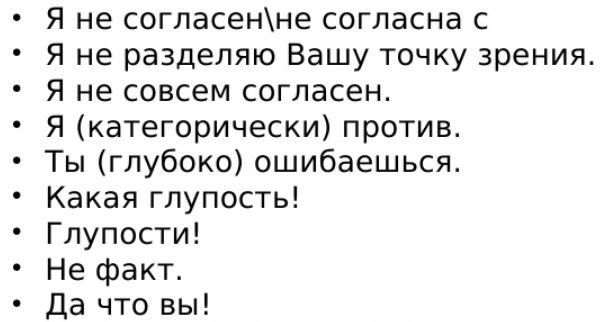 • Я не согласен\не согласна с
• Я не разделяю Вашу точку зрения.
• Я не совсем согласен.
• Я (категорически) против.
• Ты (глубоко) ошибаешься.
• Какая глупость!
• Глупости!
• Не факт.
• Да что вы!